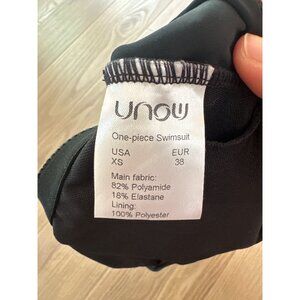 unow
One-piece Swimsuit
USA EUR
XS 38
Main fabric:
82% Polyamide
18% Elastane
Lining:
100% Polyester